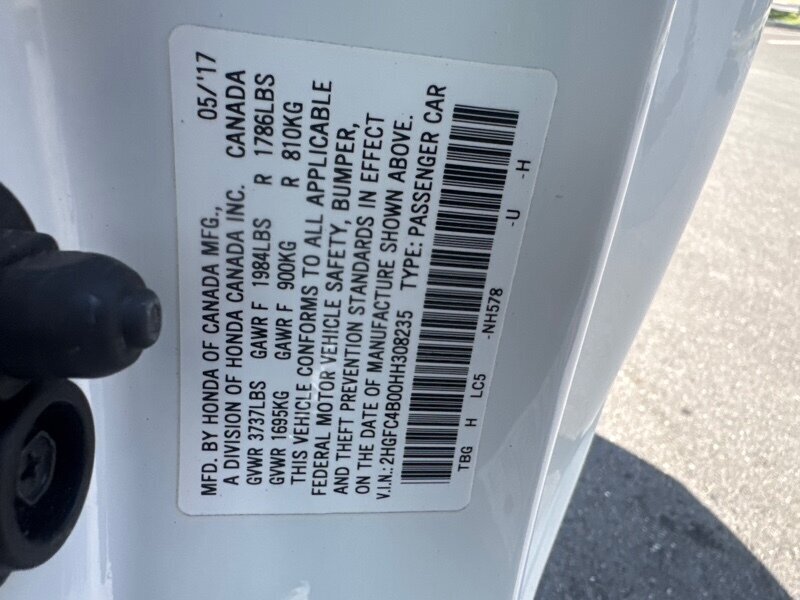 MFD. BY HONDA OF CANADA MFG., 05/'17
A DIVISION OF HONDA CANADA INC. CANADA
GVWR 3737LBS GAWR F 1984LBS R 1786LBS
GVWR 1695KG GAWR F 900KG R 810KG
THIS VEHICLE CONFORMS TO ALL APPLICABLE
FEDERAL MOTOR VEHICLE SAFETY, BUMPER,
AND THEFT PREVENTION STANDARDS IN EFFECT
ON THE DATE OF MANUFACTURE SHOWN ABOVE.
V.I.N.: 2HGFC4B00HH308235 TYPE: PASSENGER CAR
TBG H LC5 -NH578 -U -H